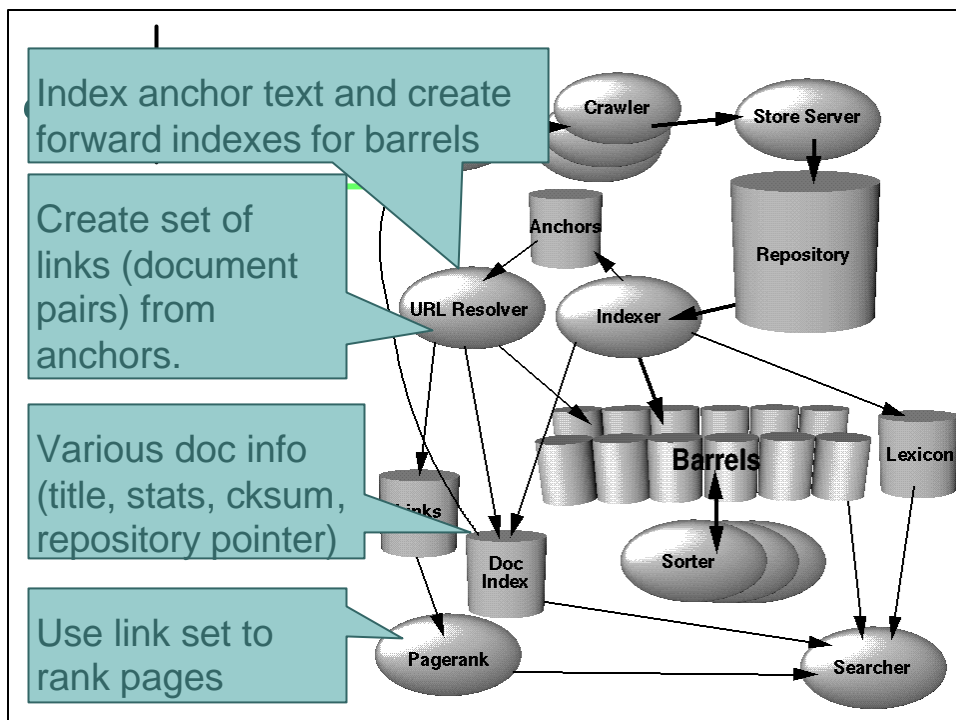 Index anchor text and create
forward indexes for barrels
Create set of
links (document
pairs) from
anchors.
Various doc info
(title, stats, cksum,
repository pointer)
Use link set to
rank pages
Crawler
Store Server
Anchors
Repository
URL Resolver
Indexer
Barrels
Lexicon
Doc
Index
Sorter
Pagerank
Searcher